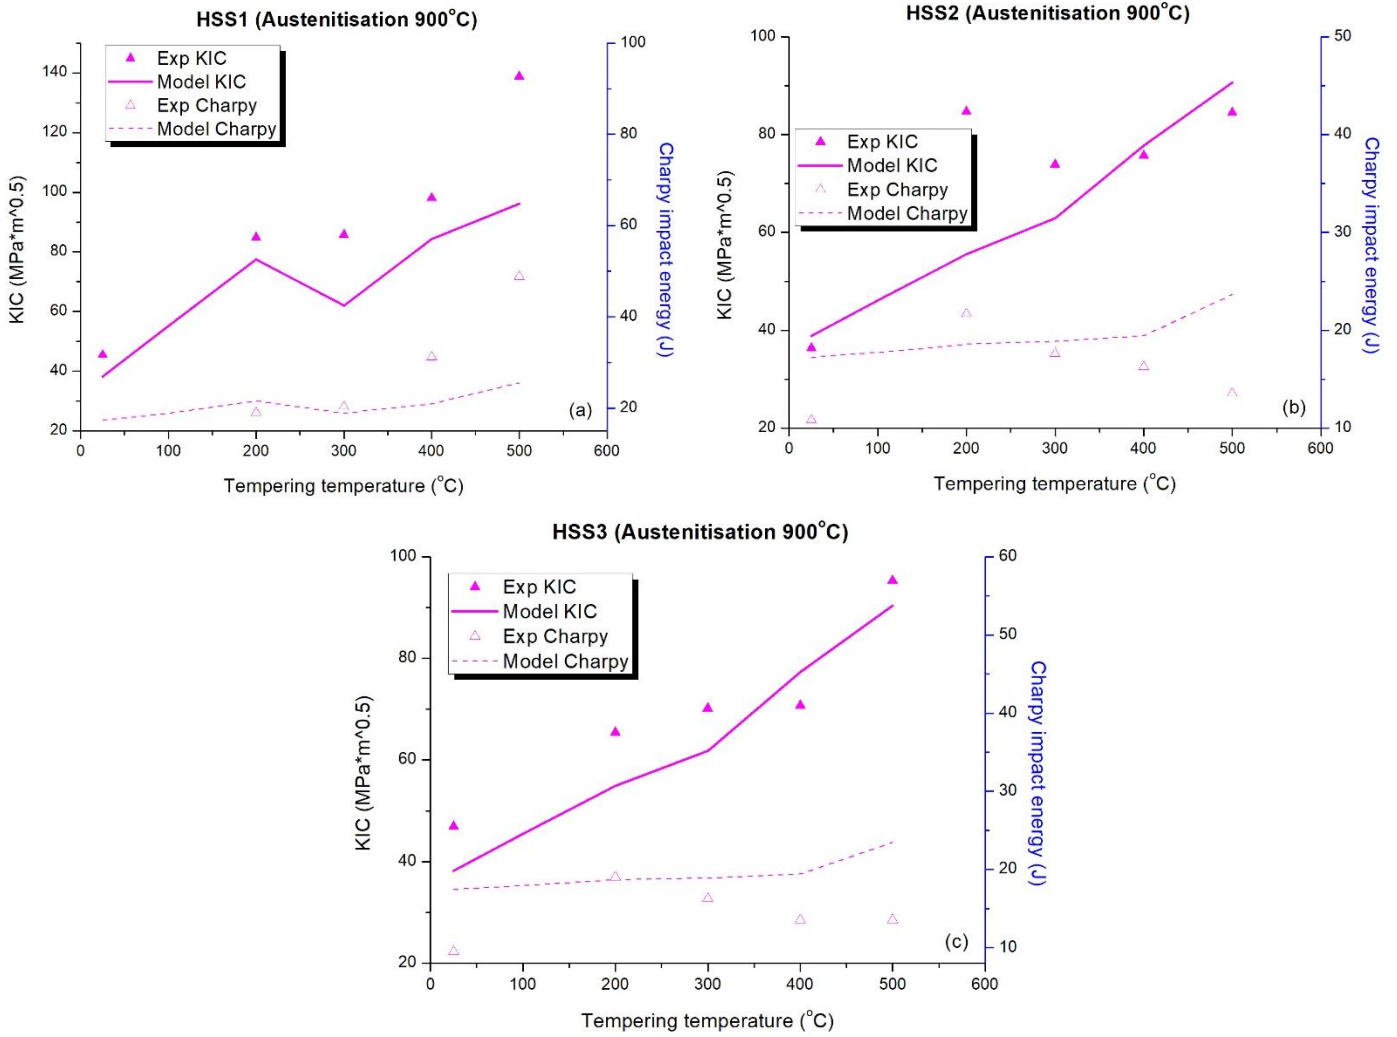 HSS1 (Austenitisation 900°C)
Exp KIC
Model KIC
Exp Charpy
Model Charpy
KIC (MPa*m^0.5)
140
120
100
80
60
40
20
100
80
60
40
20
Charpy impact energy (J)
(a)
0 100 200 300 400 500 600
Tempering temperature (°C)
HSS2 (Austenitisation 900°C)
Exp KIC
Model KIC
Exp Charpy
Model Charpy
KIC (MPa*m^0.5)
100
80
60
40
20
50
40
30
20
10
Charpy impact energy (J)
(b)
0 100 200 300 400 500 600
Tempering temperature (°C)
HSS3 (Austenitisation 900°C)
Exp KIC
Model KIC
Exp Charpy
Model Charpy
KIC (MPa*m^0.5)
100
80
60
40
20
60
50
40
30
20
10
Charpy impact energy (J)
(c)
0 100 200 300 400 500 600
Tempering temperature (°C)